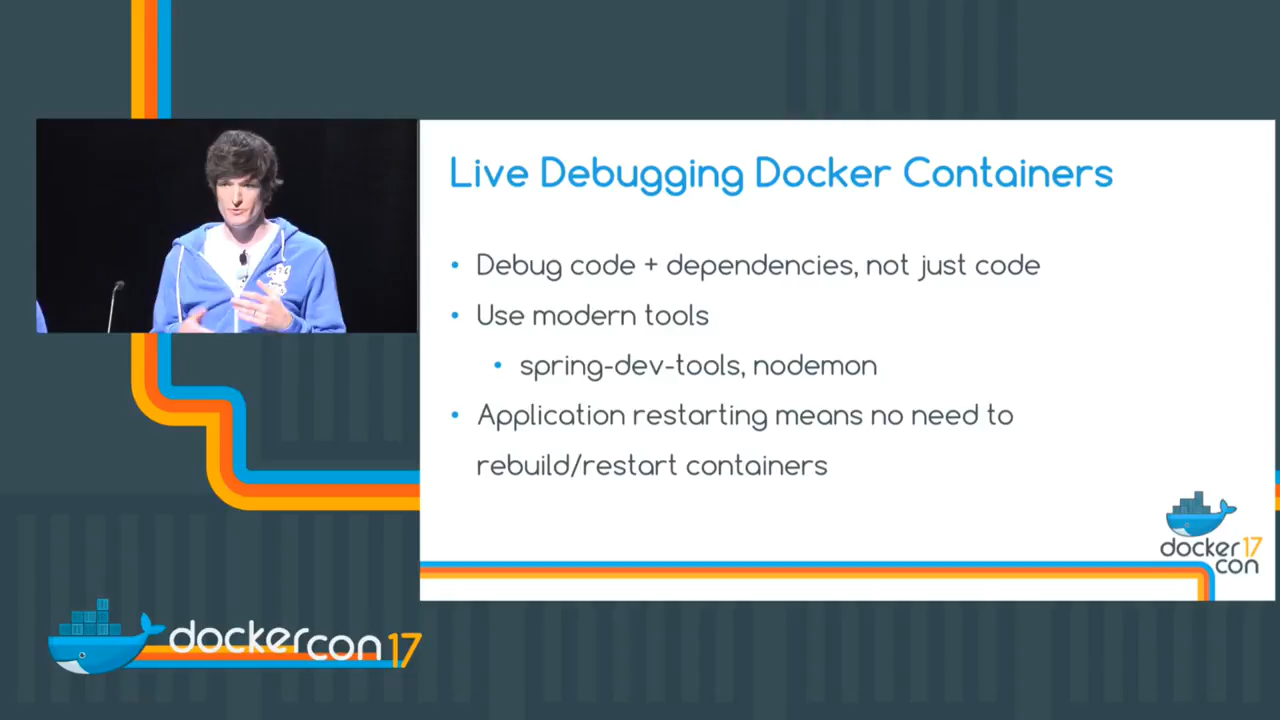 Live Debugging Docker Containers
• Debug code + dependencies, not just code
• Use modern tools
• spring-dev-tools, nodemon
• Application restarting means no need to
rebuild/restart containers
docker 17
con
dockercon 17